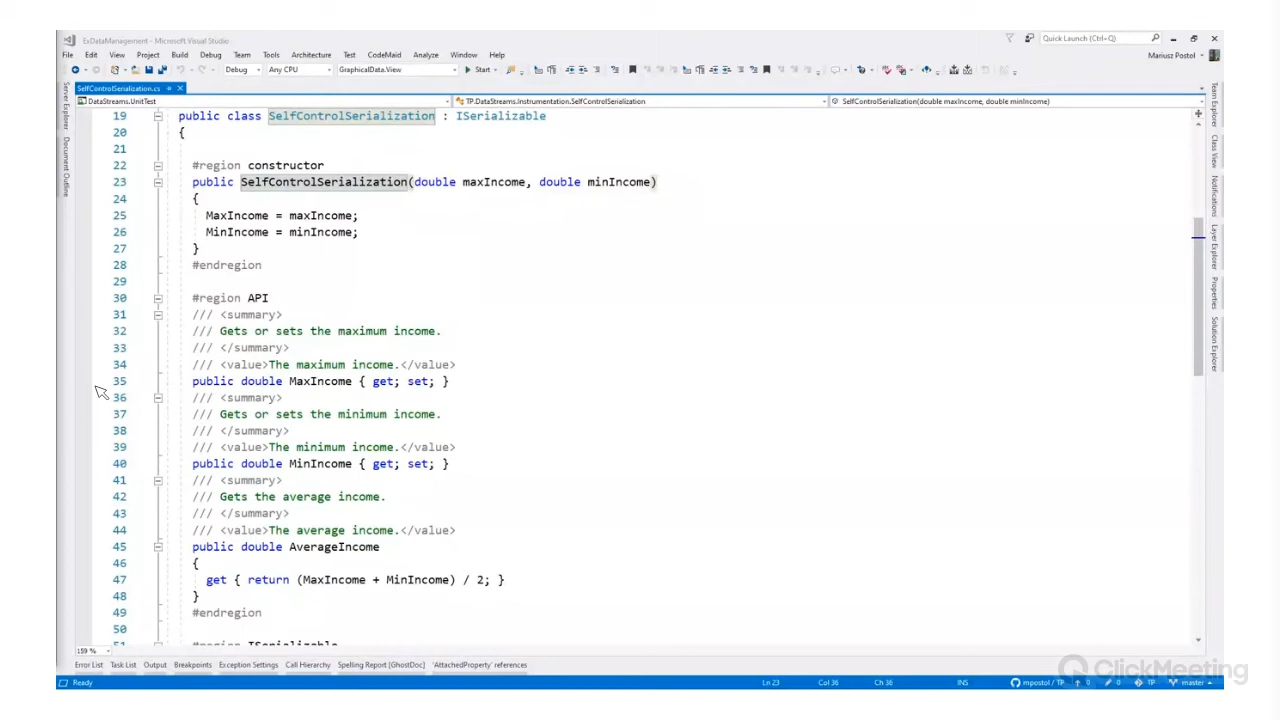 ExDataManagement - Microsoft Visual Studio
Quick Launch (Ctrl+Q)
File Edit View Project Build Debug Team Tools Architecture Test CodeMaid Analyze Window Help
Mariusz Postol
Debug Any CPU GraphicalData.View Start
SelfControlSerialization.cs
DataStreams.UnitTest TP.DataStreams.Instrumentation.SelfControlSerialization SelfControlSerialization(double maxIncome, double minIncome)
Server Explorer
Document Outline
Team Explorer
Class View
Notifications
Layer Explorer
Properties
Solution Explorer
19 public class SelfControlSerialization : ISerializable
20 {
21
22 #region constructor
23 public SelfControlSerialization(double maxIncome, double minIncome)
24 {
25 MaxIncome = maxIncome;
26 MinIncome = minIncome;
27 }
28 #endregion
29
30 #region API
31 /// <summary>
32 /// Gets or sets the maximum income.
33 /// </summary>
34 /// <value>The maximum income.</value>
35 public double MaxIncome { get; set; }
36 /// <summary>
37 /// Gets or sets the minimum income.
38 /// </summary>
39 /// <value>The minimum income.</value>
40 public double MinIncome { get; set; }
41 /// <summary>
42 /// Gets the average income.
43 /// </summary>
44 /// <value>The average income.</value>
45 public double AverageIncome
46 {
47 get { return (MaxIncome + MinIncome) / 2; }
48 }
49 #endregion
50
51 #region ISerializable
159 %
Error List Task List Output Breakpoints Exception Settings Call Hierarchy Spelling Report [GhostDoc] 'AttachedProperty' references
ClickMeeting
Ready Ln 23 Col 36 Ch 36 INS mpostol / TP 0 0 TP master